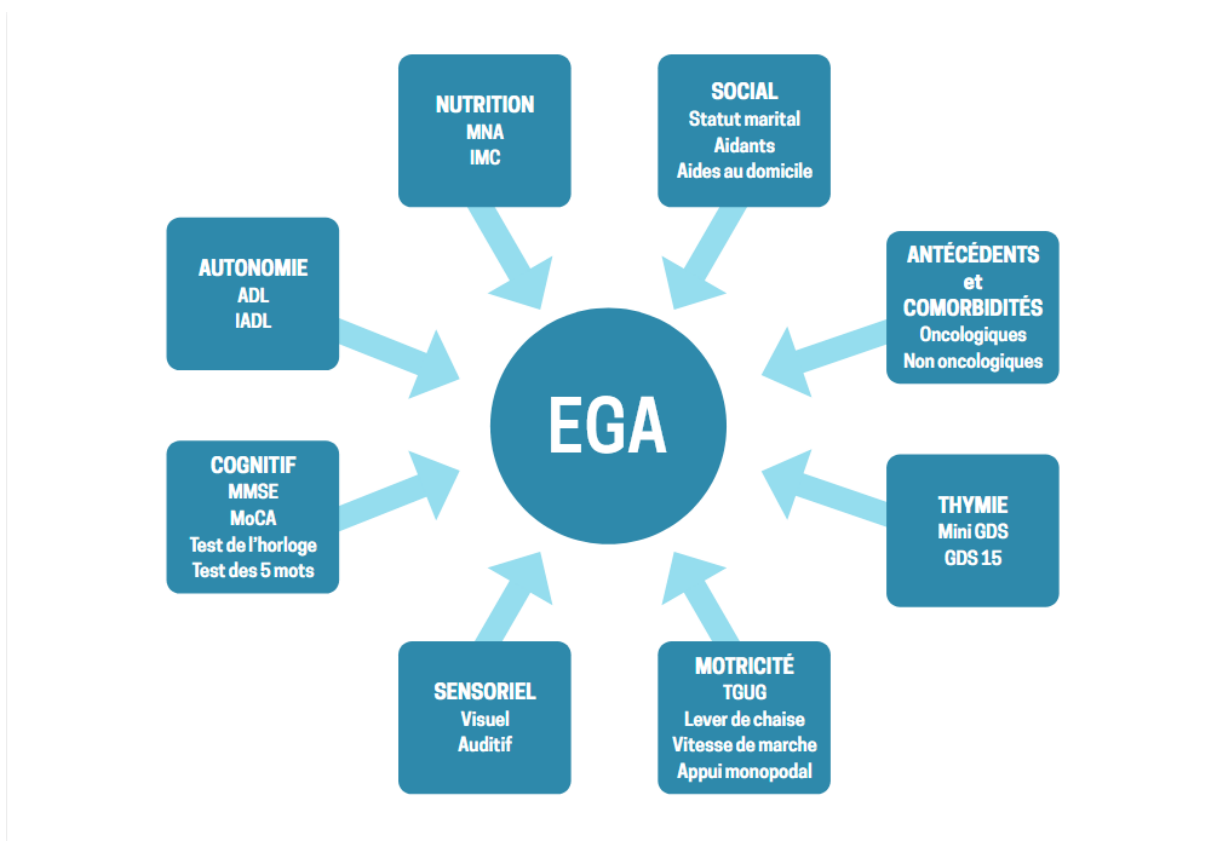 NUTRITION
MNA
IMC
SOCIAL
Statut marital
Aidants
Aides au domicile
AUTONOMIE
ADL
IADL
ANTÉCÉDENTS
et
COMORBIDITÉS
Oncologiques
Non oncologiques
EGA
COGNITIF
MMSE
MoCA
Test de l'horloge
Test des 5 mots
THYMIE
Mini GDS
GDS 15
SENSORIEL
Visuel
Auditif
MOTRICITÉ
TGUG
Lever de chaise
Vitesse de marche
Appui monopodal